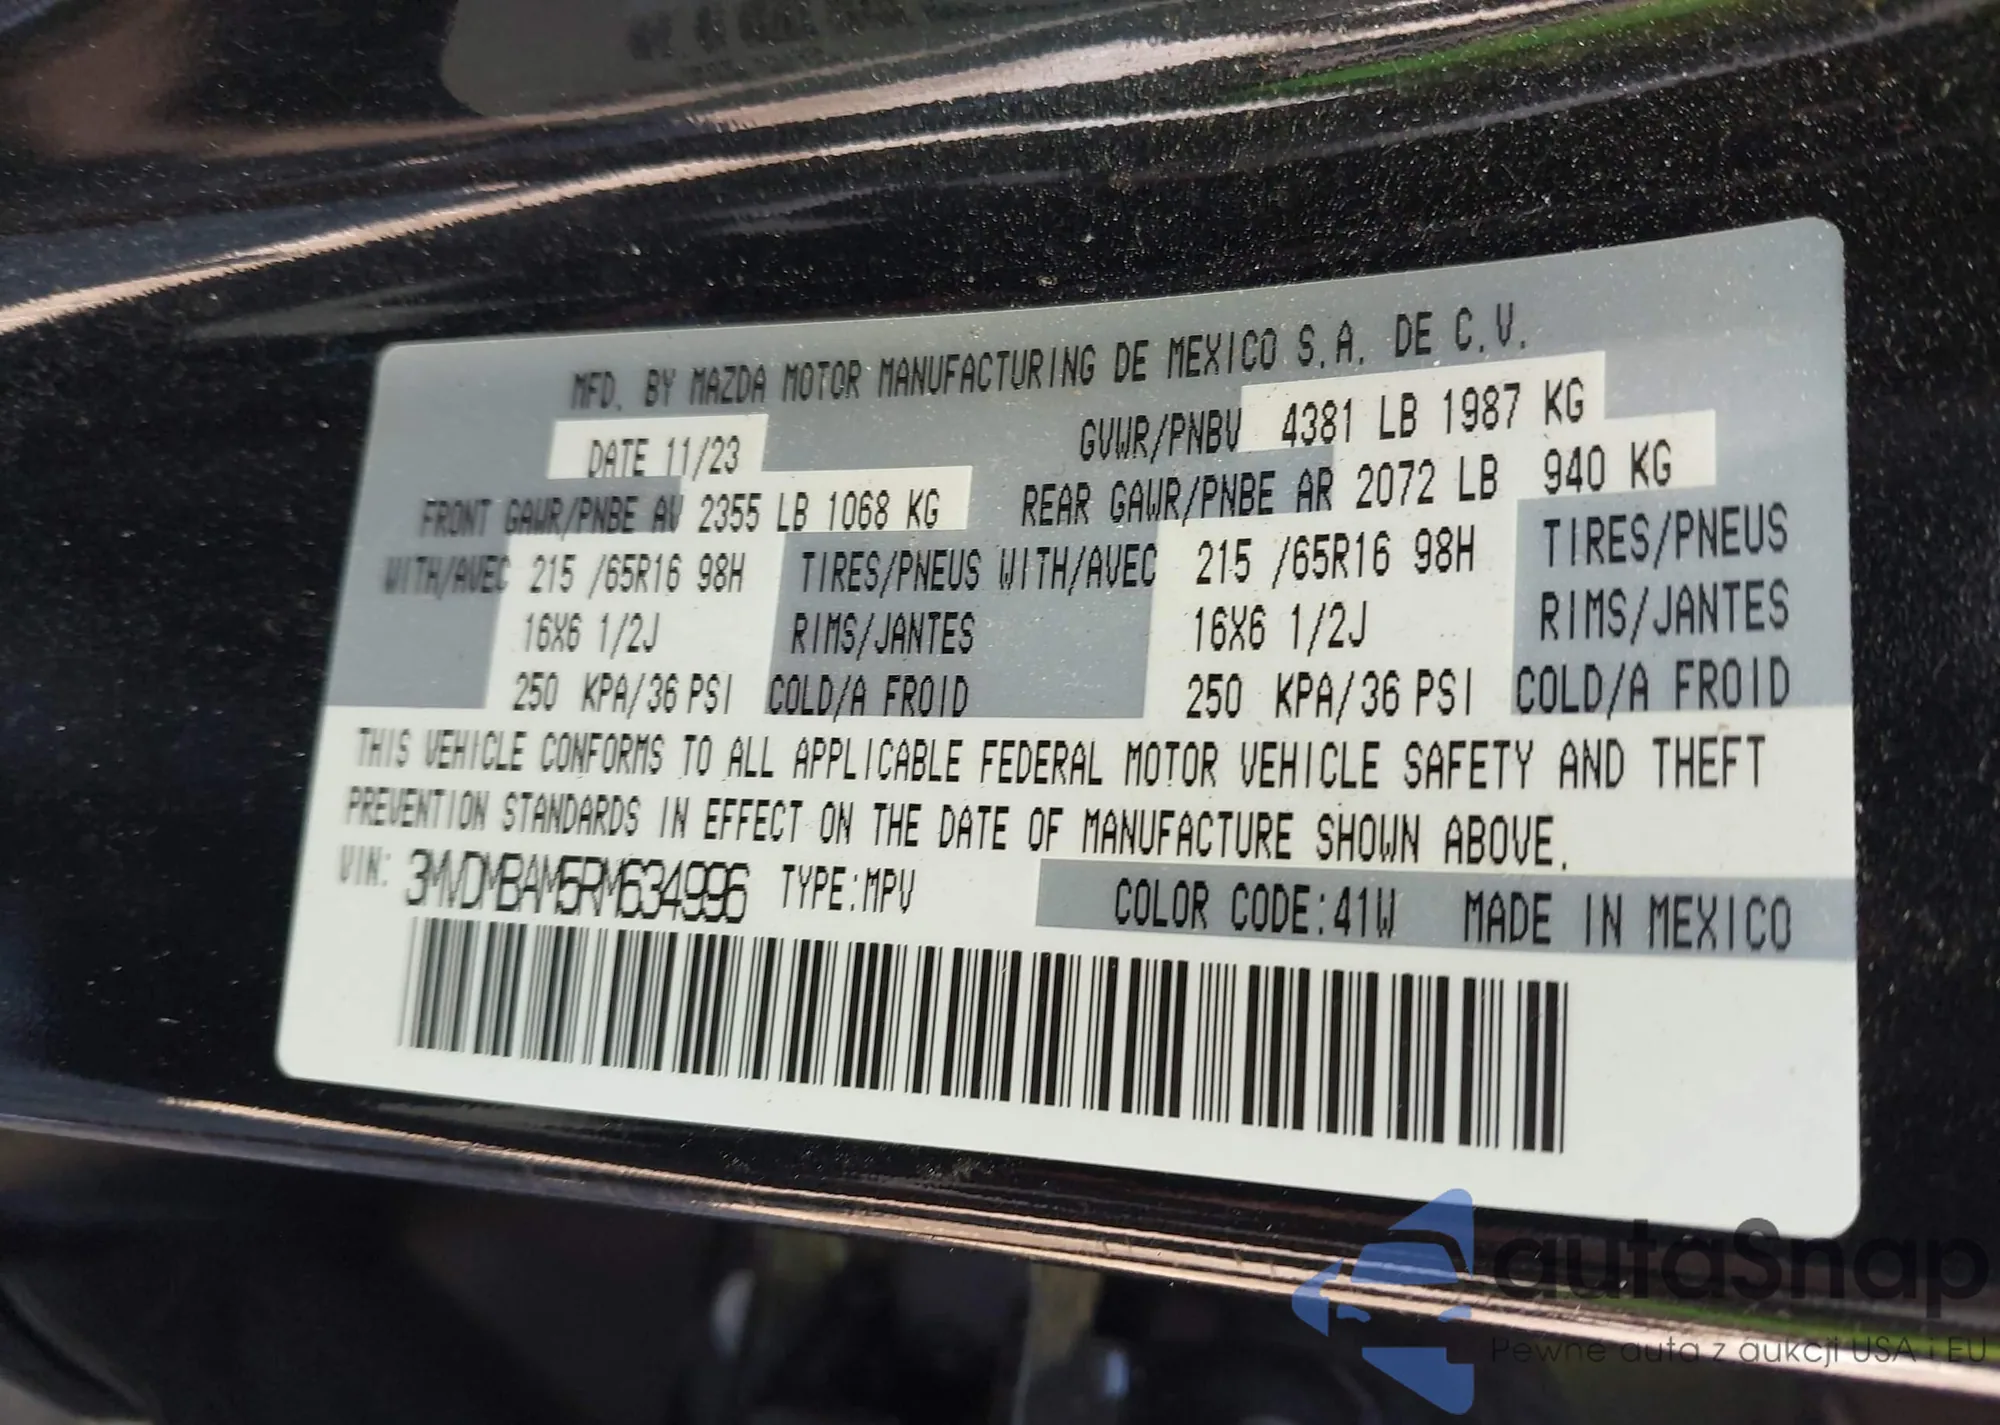 MFD. BY MAZDA MOTOR MANUFACTURING DE MEXICO S.A. DE C.V.
DATE 11/23 GVWR/PNBV 4381 LB 1987 KG
FRONT GAWR/PNBE AV 2355 LB 1068 KG REAR GAWR/PNBE AR 2072 LB 940 KG
WITH/AVEC 215 /65R16 98H TIRES/PNEUS WITH/AVEC 215 /65R16 98H TIRES/PNEUS
16X6 1/2J RIMS/JANTES 16X6 1/2J RIMS/JANTES
250 KPA/36 PSI COLD/A FROID 250 KPA/36 PSI COLD/A FROID
THIS VEHICLE CONFORMS TO ALL APPLICABLE FEDERAL MOTOR VEHICLE SAFETY AND THEFT
PREVENTION STANDARDS IN EFFECT ON THE DATE OF MANUFACTURE SHOWN ABOVE.
VIN: 3MVDMBAM5RM634996 TYPE:MPV COLOR CODE:41W MADE IN MEXICO
autaSnap
Pewne auta z aukcji USA i EU